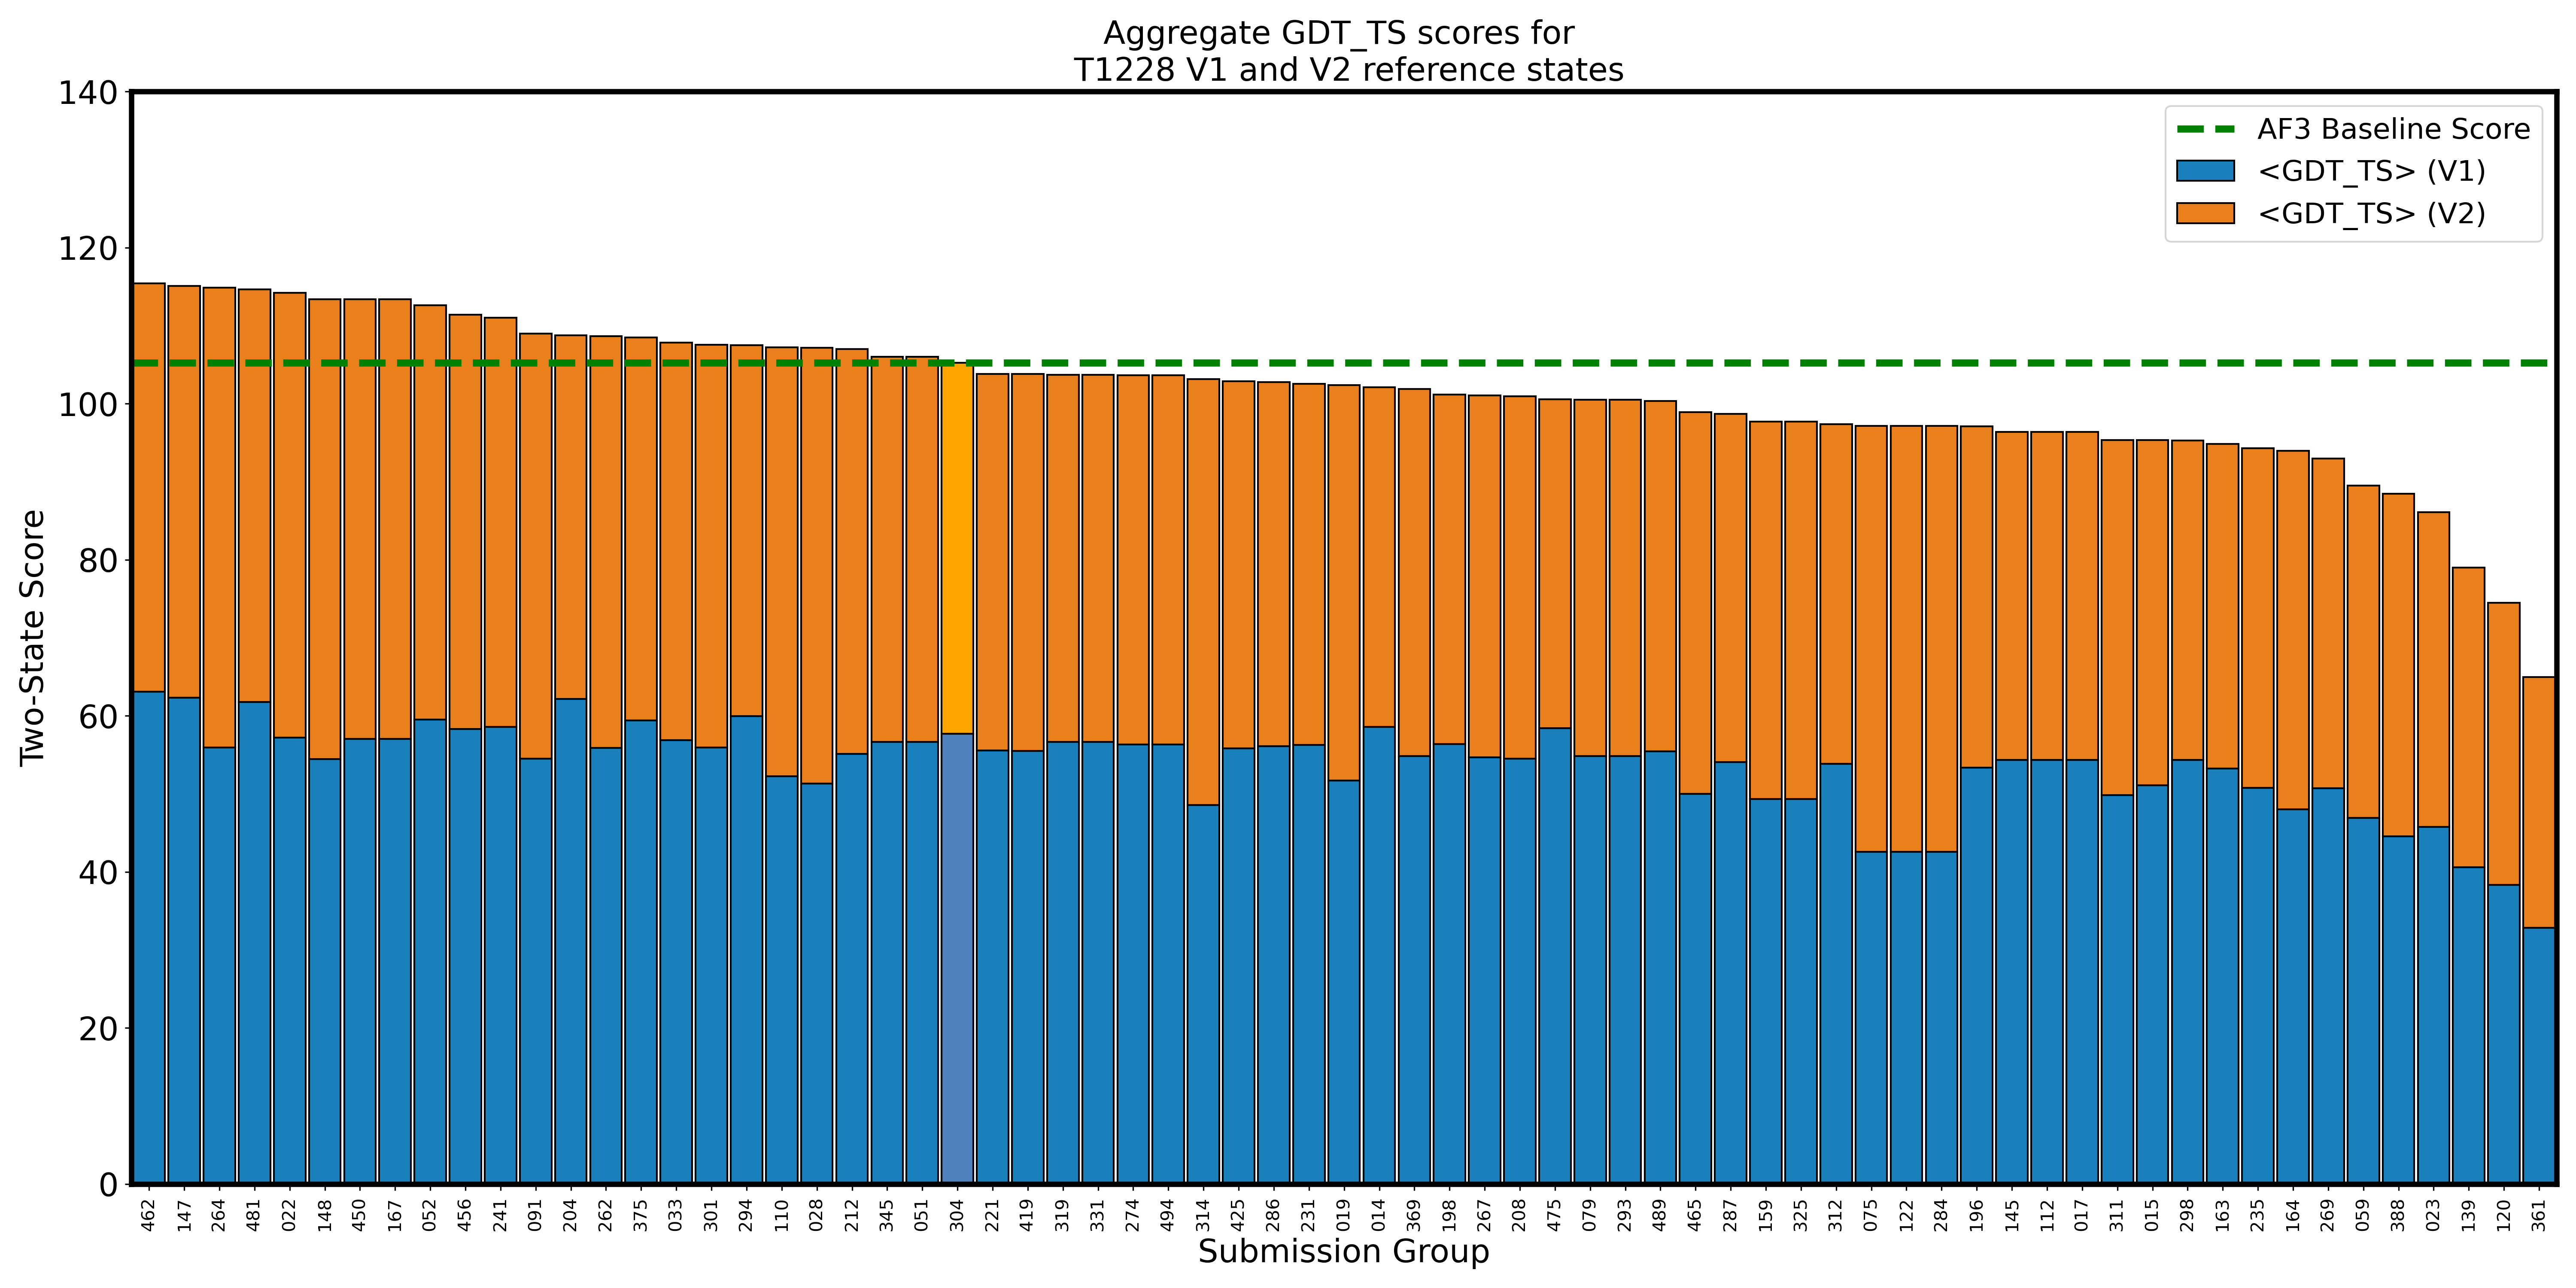 Aggregate GDT_TS scores for
T1228 V1 and V2 reference states
AF3 Baseline Score
<GDT_TS> (V1)
<GDT_TS> (V2)
Two-State Score
140
120
100
80
60
40
20
0
462 147 264 481 022 148 450 167 052 456 241 091 204 262 375 033 301 294 110 028 212 345 051 304 221 419 319 331 274 494 314 425 286 231 019 014 369 198 267 208 475 079 293 489 465 287 159 325 312 075 122 284 196 145 112 017 311 015 298 163 235 164 269 059 388 023 139 120 361
Submission Group